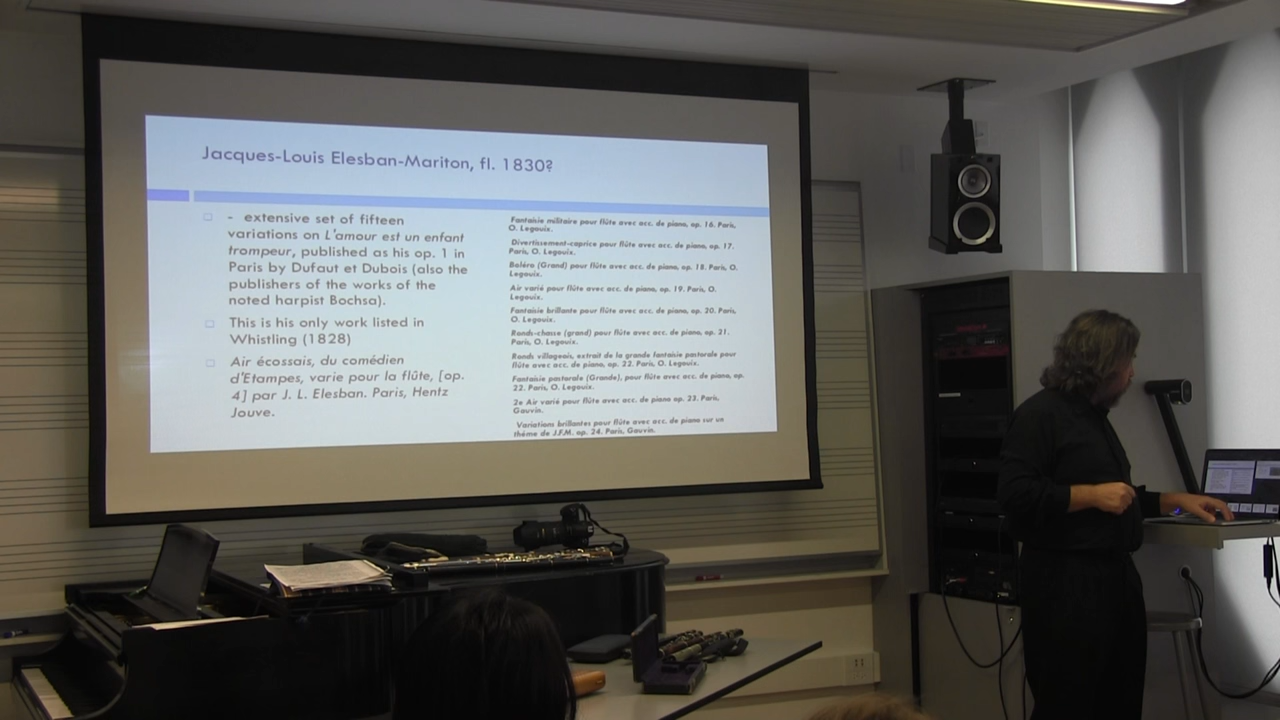 Jacques-Louis Elesban-Mariton, fl. 1830?
- extensive set of fifteen
variations on L'amour est un enfant
trompeur, published as his op. 1 in
Paris by Dufaut et Dubois (also the
publishers of the works of the
noted harpist Bochsa).
This is his only work listed in
Whistling (1828)
Air écossais, du comédien
d'Etampes, varie pour la flûte, [op.
4] par J. L. Elesban. Paris, Hentz
Jouve.
Fantaisie militaire pour flûte avec acc. de piano, op. 16. Paris,
O. Legouix.
Divertissement-caprice pour flûte avec acc. de piano, op. 17.
Paris, O. Legouix.
Boléro (Grand) pour flûte avec acc. de piano, op. 18. Paris, O.
Legouix.
Air varié pour flûte avec acc. de piano, op. 19. Paris, O.
Legouix.
Fantaisie brillante pour flûte avec acc. de piano, op. 20. Paris,
O. Legouix.
Ronds-chasse (grand) pour flûte avec acc. de piano, op. 21.
Paris, O. Legouix.
Ronds villageois, extrait de la grande fantaisie pastorale pour
flûte avec acc. de piano, op. 22. Paris, O. Legouix.
Fantaisie pastorale (Grande), pour flûte avec acc. de piano, op.
22. Paris, O. Legouix.
2e Air varié pour flûte avec acc. de piano op. 23. Paris,
Gauvin.
Variations brillantes pour flûte avec acc. de piano sur un
thème de J.F.M. op. 24. Paris, Gauvin.